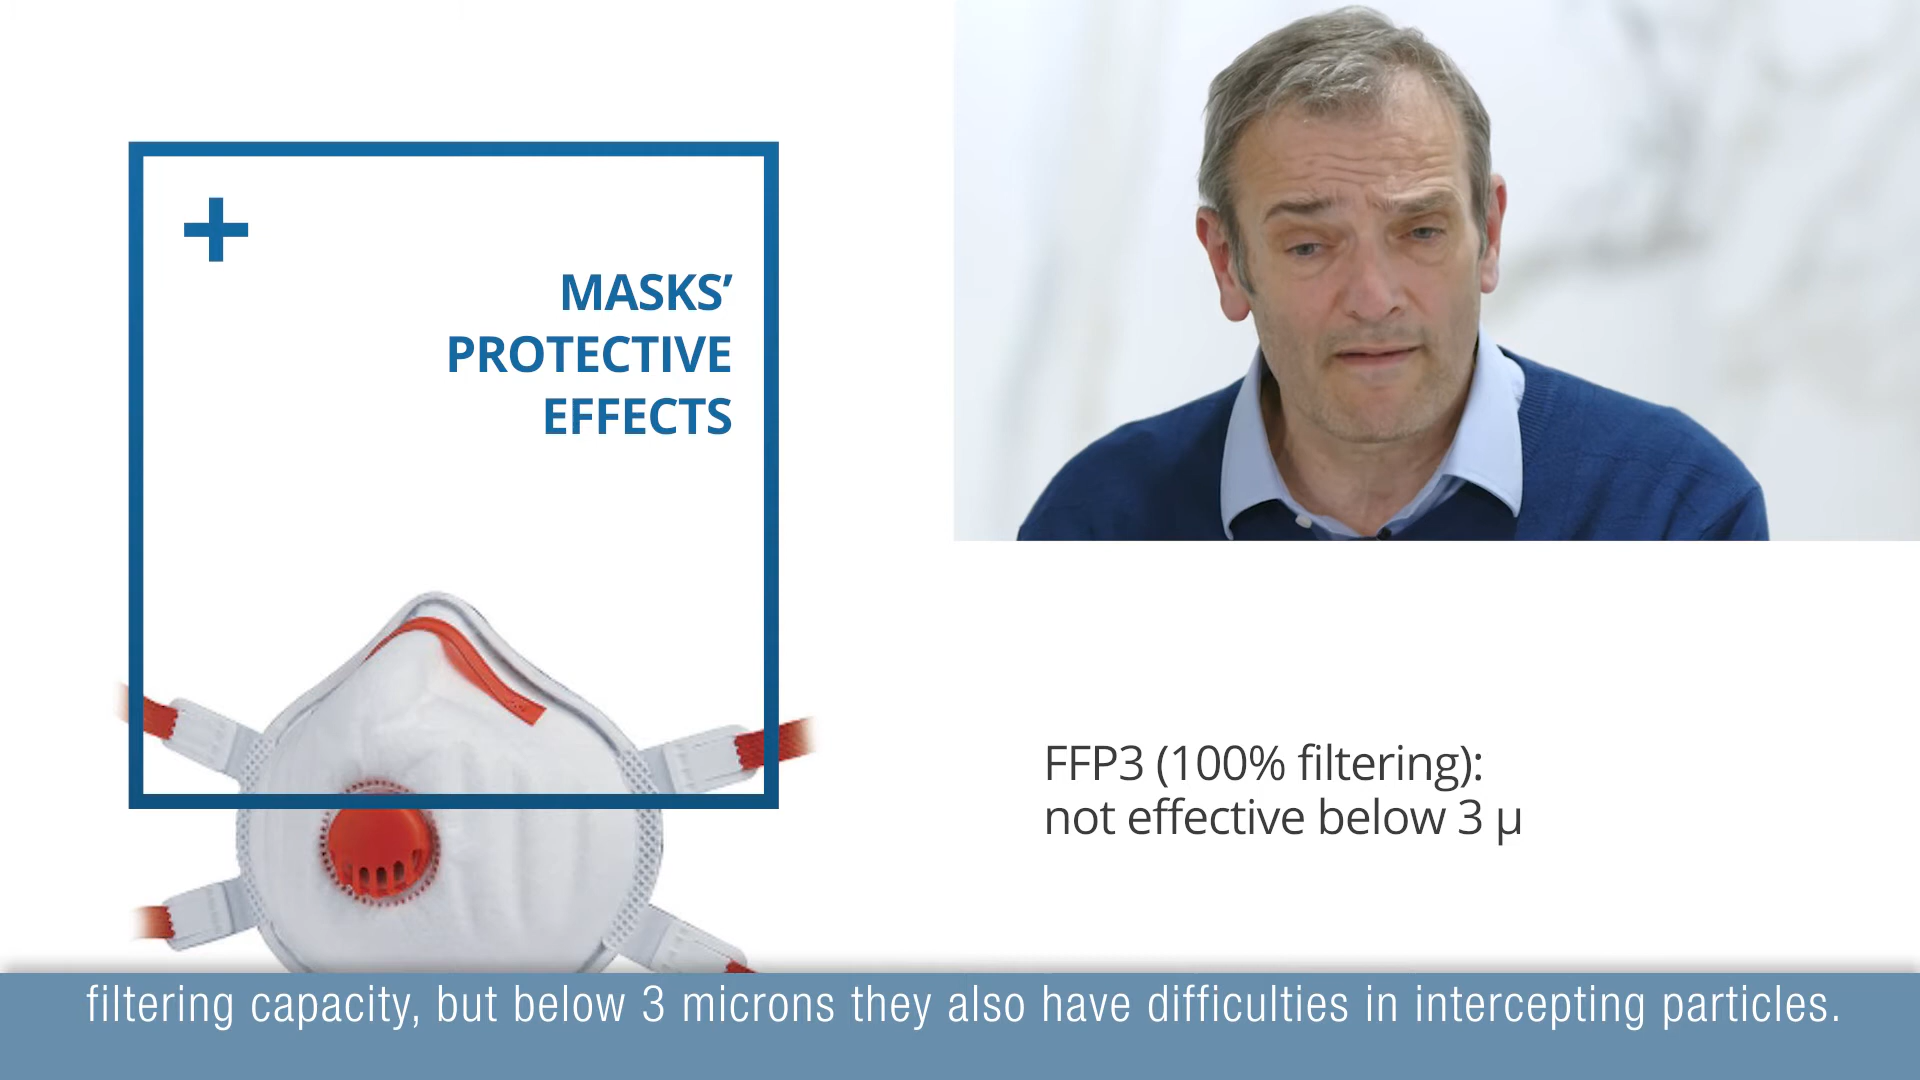 MASKS’
PROTECTIVE
EFFECTS
FFP3 (100% filtering):
not effective below 3 µ
filtering capacity, but below 3 microns they also have difficulties in intercepting particles.